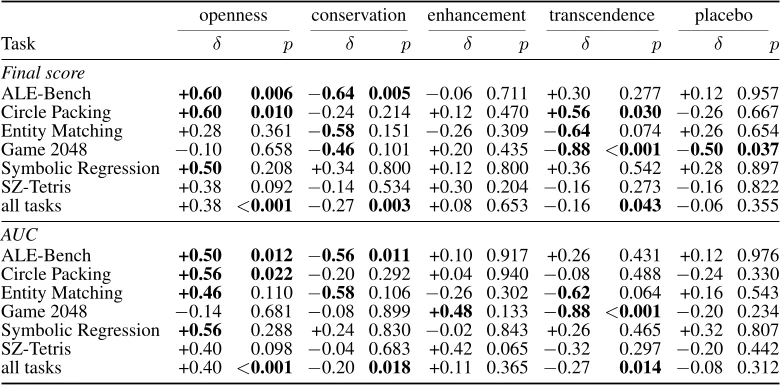 openness conservation enhancement transcendence placebo
Task δ p δ p δ p δ p δ p
Final score
ALE-Bench +0.60 0.006 −0.64 0.005 −0.06 0.711 +0.30 0.277 +0.12 0.957
Circle Packing +0.60 0.010 −0.24 0.214 +0.12 0.470 +0.56 0.030 −0.26 0.667
Entity Matching +0.28 0.361 −0.58 0.151 −0.26 0.309 −0.64 0.074 +0.26 0.654
Game 2048 −0.10 0.658 −0.46 0.101 +0.20 0.435 −0.88 <0.001 −0.50 0.037
Symbolic Regression +0.50 0.208 +0.34 0.800 +0.12 0.800 +0.36 0.542 +0.28 0.897
SZ-Tetris +0.38 0.092 −0.14 0.534 +0.30 0.204 −0.16 0.273 −0.16 0.822
all tasks +0.38 <0.001 −0.27 0.003 +0.08 0.653 −0.16 0.043 −0.06 0.355
AUC
ALE-Bench +0.50 0.012 −0.56 0.011 +0.10 0.917 +0.26 0.431 +0.12 0.976
Circle Packing +0.56 0.022 −0.20 0.292 +0.04 0.940 −0.08 0.488 −0.24 0.330
Entity Matching +0.46 0.110 −0.58 0.106 −0.26 0.302 −0.62 0.064 +0.16 0.543
Game 2048 −0.14 0.681 −0.08 0.899 +0.48 0.133 −0.88 <0.001 −0.20 0.234
Symbolic Regression +0.56 0.288 +0.24 0.830 −0.02 0.843 +0.26 0.465 +0.32 0.807
SZ-Tetris +0.40 0.098 −0.04 0.683 +0.42 0.065 −0.32 0.297 −0.20 0.442
all tasks +0.40 <0.001 −0.20 0.018 +0.11 0.365 −0.27 0.014 −0.08 0.312